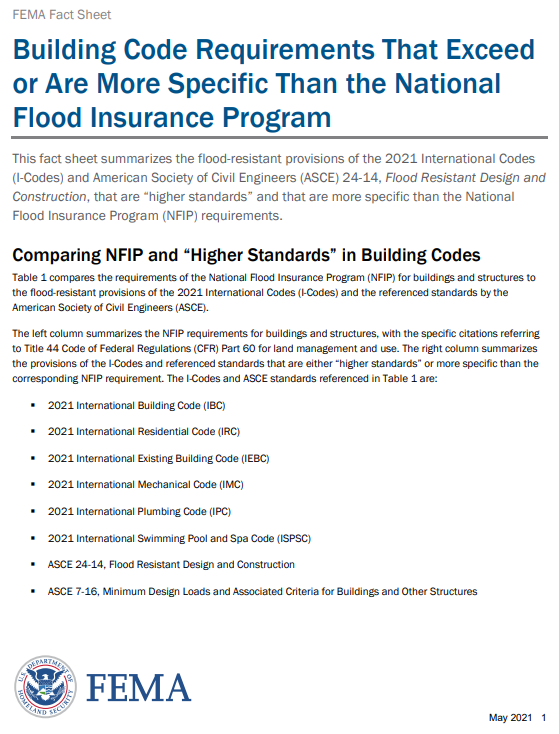 FEMA Fact Sheet
Building Code Requirements That Exceed
or Are More Specific Than the National
Flood Insurance Program
This fact sheet summarizes the flood-resistant provisions of the 2021 International Codes
(I-Codes) and American Society of Civil Engineers (ASCE) 24-14, Flood Resistant Design and
Construction, that are “higher standards” and that are more specific than the National
Flood Insurance Program (NFIP) requirements.
Comparing NFIP and “Higher Standards” in Building Codes
Table 1 compares the requirements of the National Flood Insurance Program (NFIP) for buildings and structures to
the flood-resistant provisions of the 2021 International Codes (I-Codes) and the referenced standards by the
American Society of Civil Engineers (ASCE).
The left column summarizes the NFIP requirements for buildings and structures, with the specific citations referring
to Title 44 Code of Federal Regulations (CFR) Part 60 for land management and use. The right column summarizes
the provisions of the I-Codes and referenced standards that are either “higher standards” or more specific than the
corresponding NFIP requirement. The I-Codes and ASCE standards referenced in Table 1 are:
▪ 2021 International Building Code (IBC)
▪ 2021 International Residential Code (IRC)
▪ 2021 International Existing Building Code (IEBC)
▪ 2021 International Mechanical Code (IMC)
▪ 2021 International Plumbing Code (IPC)
▪ 2021 International Swimming Pool and Spa Code (ISPSC)
▪ ASCE 24-14, Flood Resistant Design and Construction
▪ ASCE 7-16, Minimum Design Loads and Associated Criteria for Buildings and Other Structures
U.S. DEPARTMENT OF
HOMELAND SECURITY
FEMA
May 2021 1